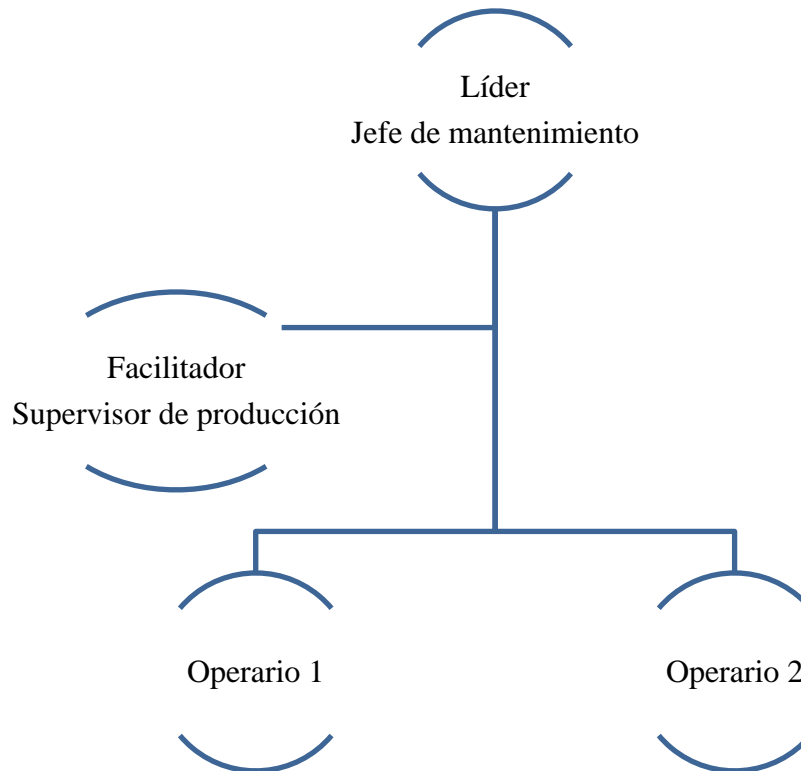 Líder
Jefe de mantenimiento
Facilitador
Supervisor de producción
Operario 1
Operario 2